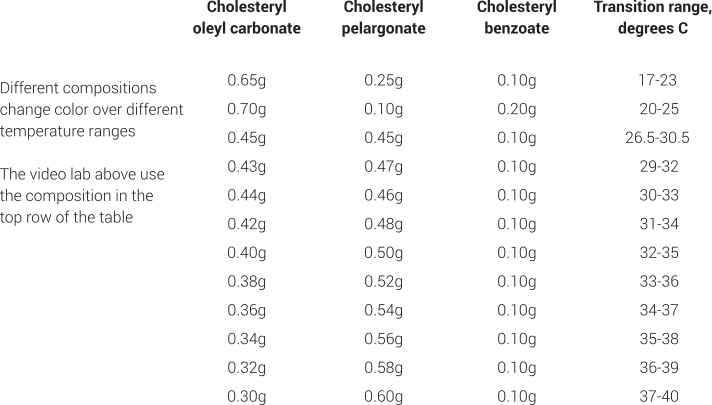 Cholesteryl oleyl carbonate Cholesteryl pelargonate Cholesteryl benzoate Transition range, degrees C
Different compositions
change color over different
temperature ranges
The video lab above use
the composition in the
top row of the table
0.65g 0.25g 0.10g 17-23
0.70g 0.10g 0.20g 20-25
0.45g 0.45g 0.10g 26.5-30.5
0.43g 0.47g 0.10g 29-32
0.44g 0.46g 0.10g 30-33
0.42g 0.48g 0.10g 31-34
0.40g 0.50g 0.10g 32-35
0.38g 0.52g 0.10g 33-36
0.36g 0.54g 0.10g 34-37
0.34g 0.56g 0.10g 35-38
0.32g 0.58g 0.10g 36-39
0.30g 0.60g 0.10g 37-40